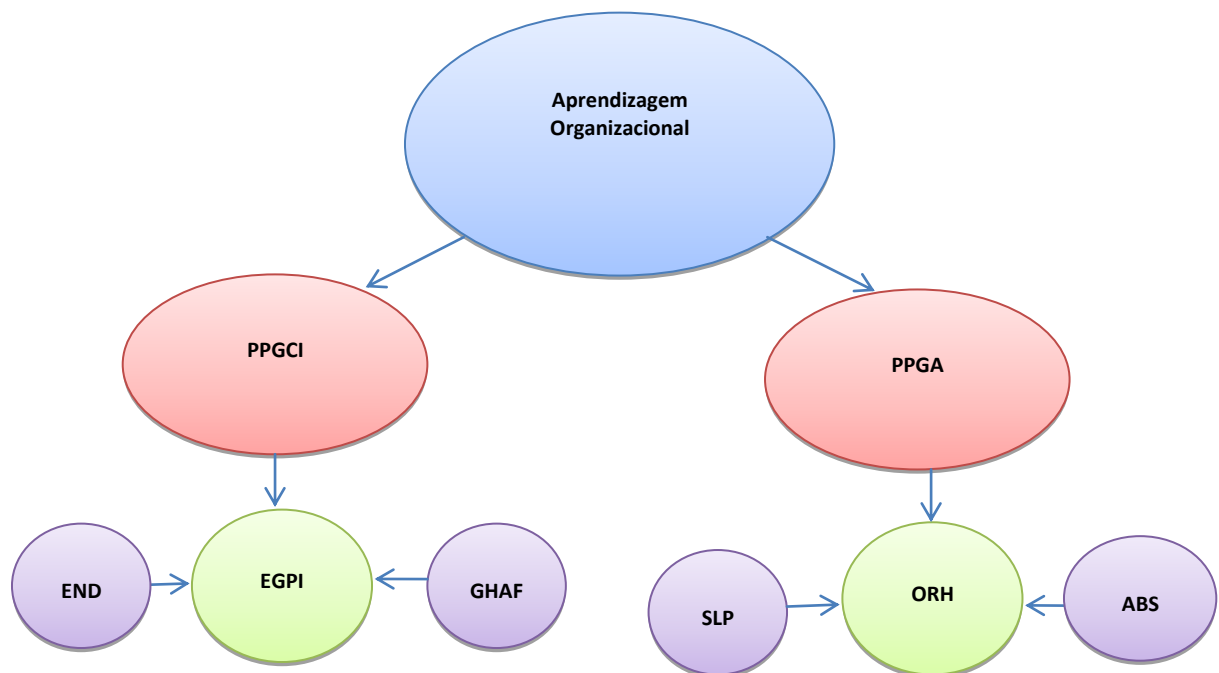 Aprendizagem
Organizacional
PPGCI
PPGA
END
EGPI
GHAF
SLP
ORH
ABS